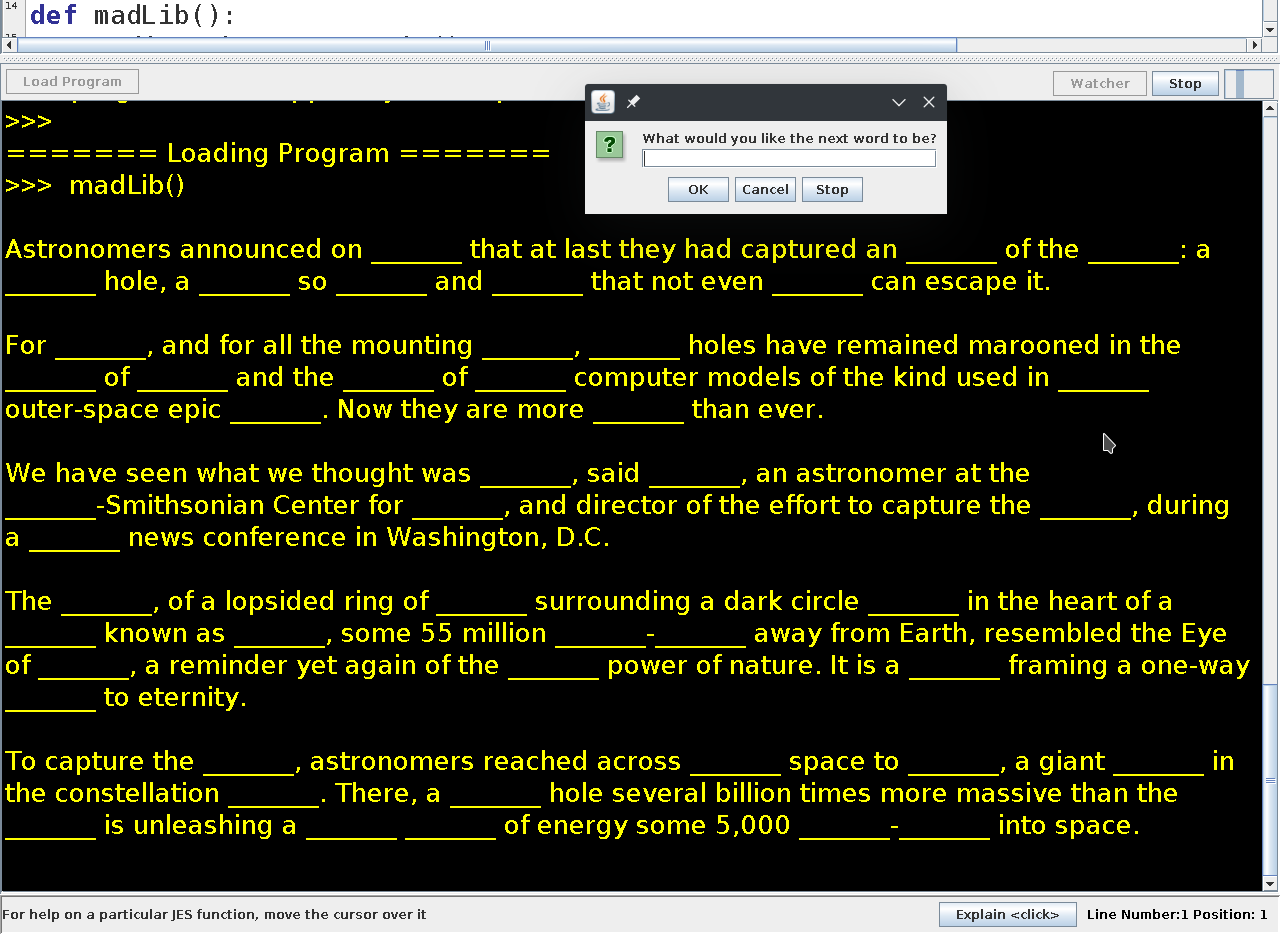 14
def madLib():
Load Program
Watcher
Stop
>>>
======= Loading Program =======
>>> madLib()
What would you like the next word to be?
OK
Cancel
Stop
Astronomers announced on _______ that at last they had captured an _______ of the _______: a
_______ hole, a _______ so _______ and _______ that not even _______ can escape it.
For _______, and for all the mounting _______, _______ holes have remained marooned in the
_______ of _______ and the _______ of _______ computer models of the kind used in _______
outer-space epic _______. Now they are more _______ than ever.
We have seen what we thought was _______, said _______, an astronomer at the
_______-Smithsonian Center for _______, and director of the effort to capture the _______, during
a _______ news conference in Washington, D.C.
The _______, of a lopsided ring of _______ surrounding a dark circle _______ in the heart of a
_______ known as _______, some 55 million _______-_______ away from Earth, resembled the Eye
of _______, a reminder yet again of the _______ power of nature. It is a _______ framing a one-way
_______ to eternity.
To capture the _______, astronomers reached across _______ space to _______, a giant _______ in
the constellation _______. There, a _______ hole several billion times more massive than the
_______ is unleashing a _______ _______ of energy some 5,000 _______-_______ into space.
For help on a particular JES function, move the cursor over it
Explain <click>
Line Number:1 Position: 1